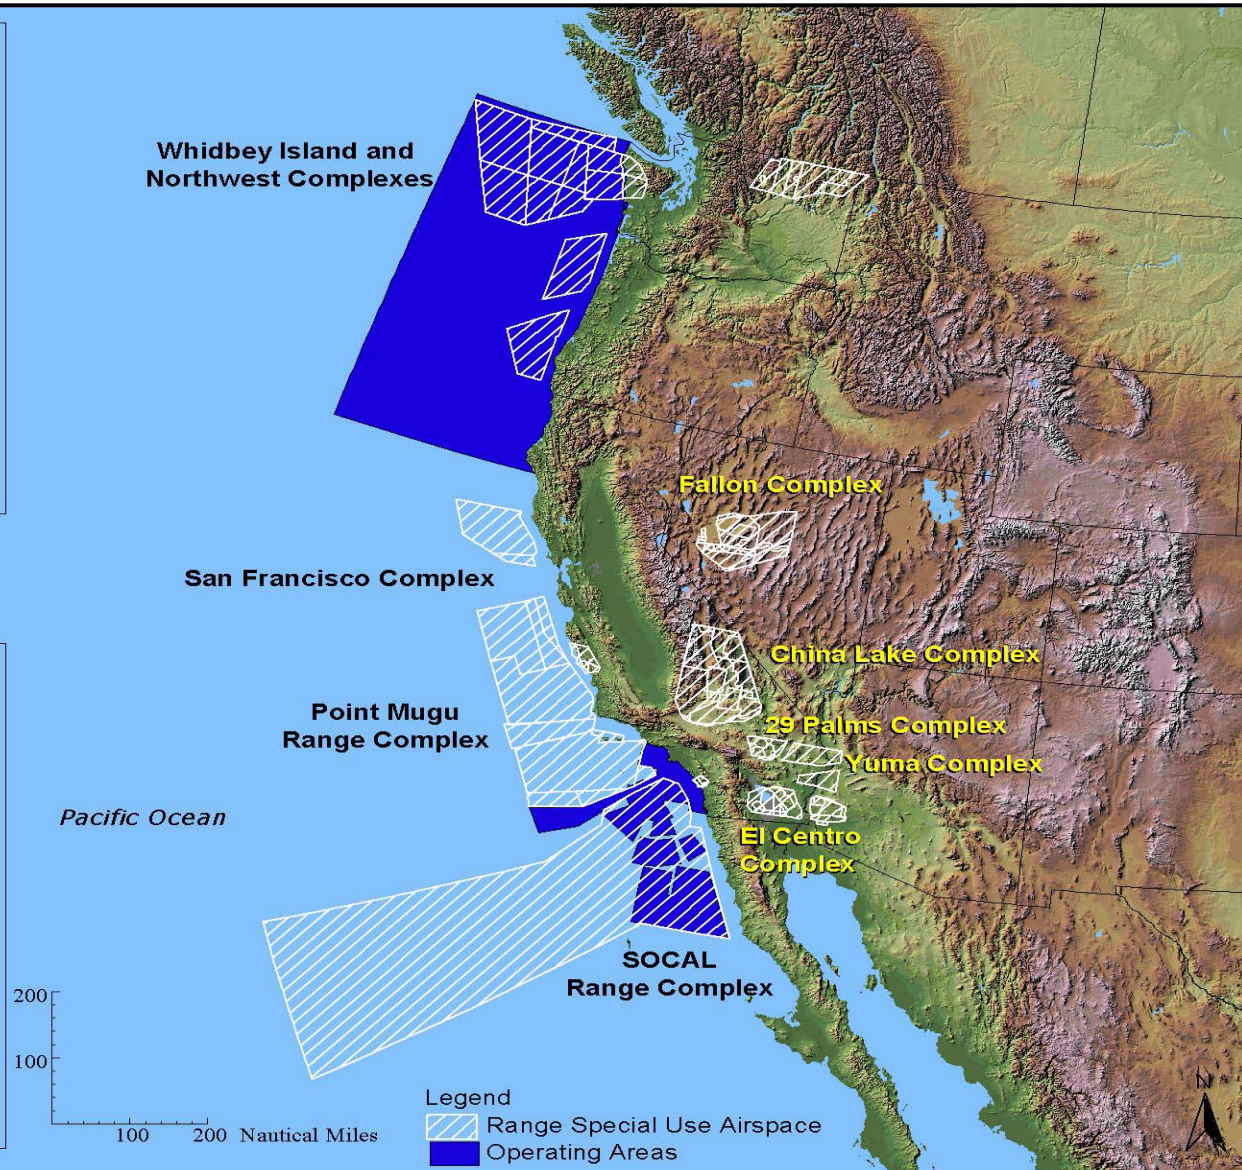 Whidbey Island and
Northwest Complexes
Fallon Complex
San Francisco Complex
China Lake Complex
Point Mugu
Range Complex
29 Palms Complex
Yuma Complex
Pacific Ocean
El Centro
Complex
SOCAL
Range Complex
200
100
100 200 Nautical Miles
Legend
Range Special Use Airspace
Operating Areas
N